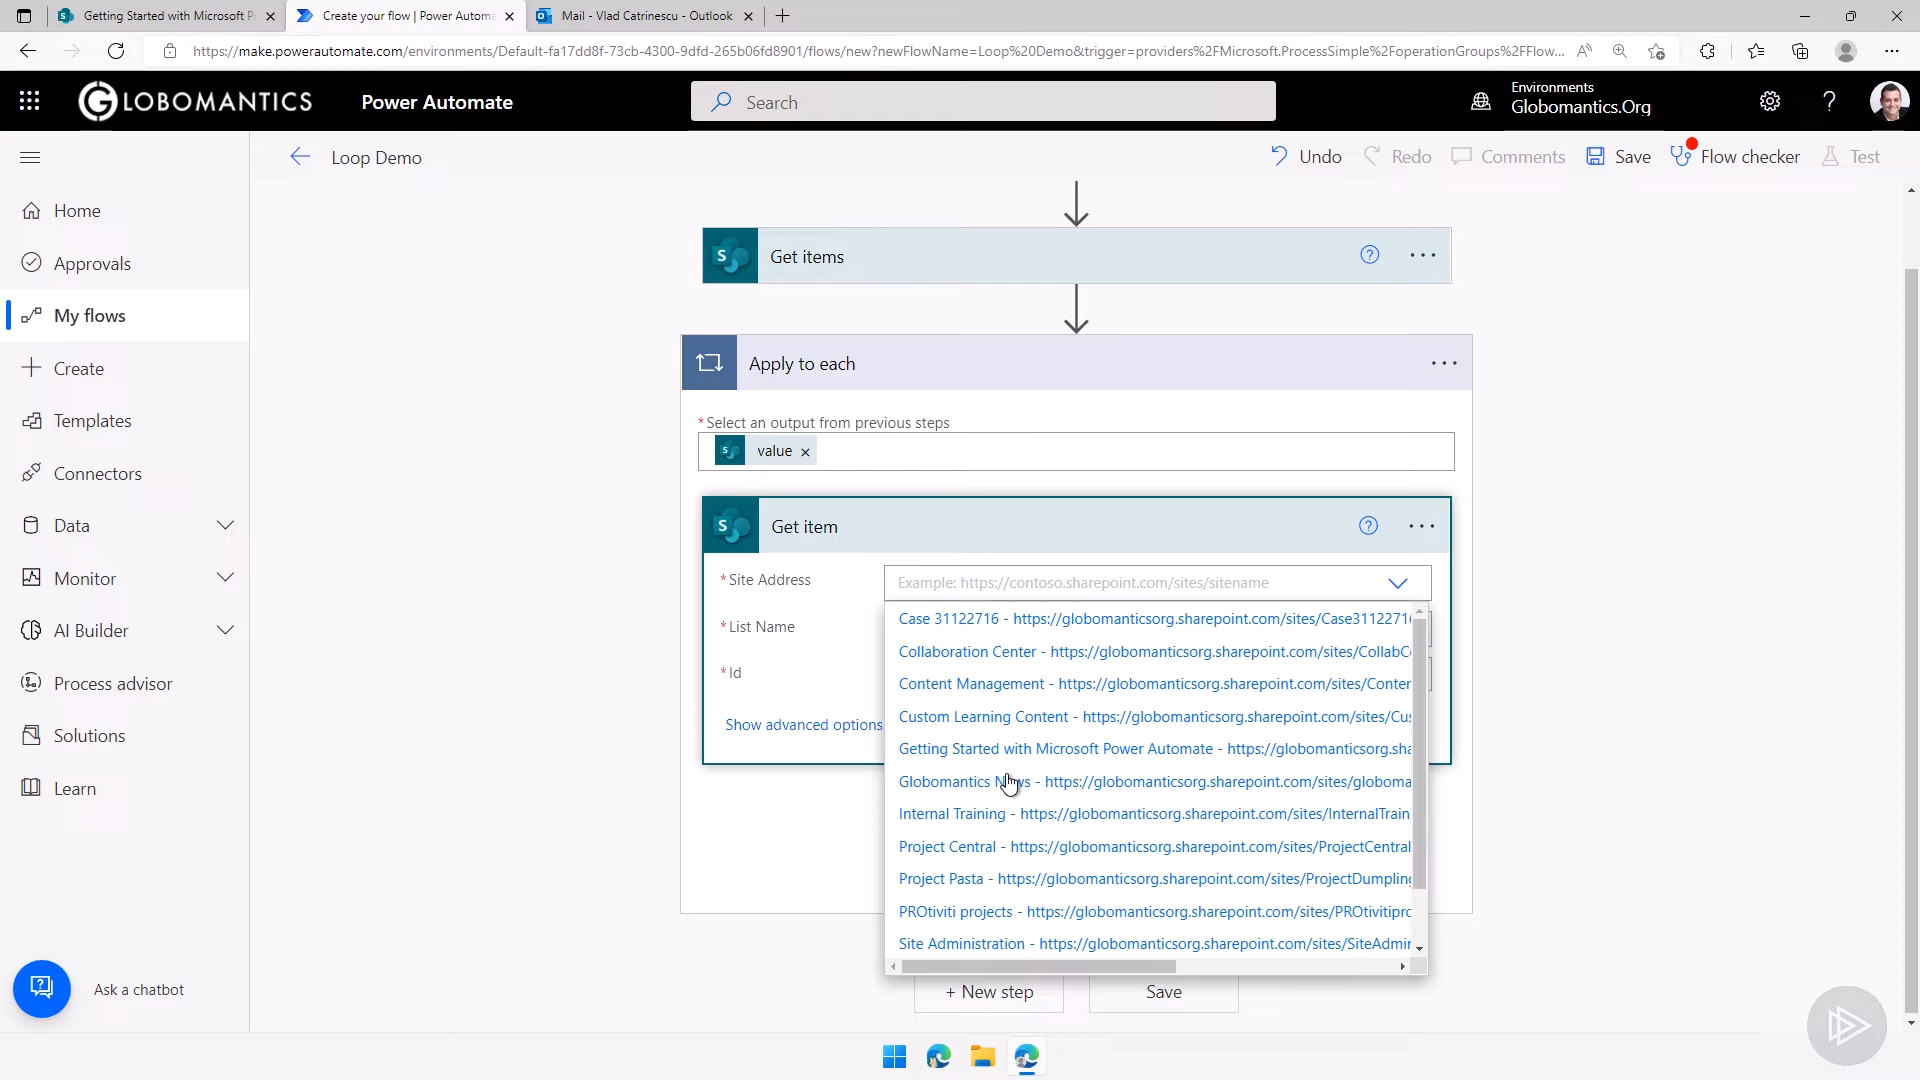 Getting Started with Microsoft P
Create your flow | Power Automa
Mail - Vlad Catrinescu - Outlook
https://make.powerautomate.com/environments/Default-fa17dd8f-73cb-4300-9dfd-265b06fd8901/flows/new?newFlowName=Loop%20Demo&trigger=providers%2FMicrosoft.ProcessSimple%2FoperationGroups%2FFlow...
GLOBOMANTICS
Power Automate
Search
Environments
Globomantics.Org
Loop Demo
Undo
Redo
Comments
Save
Flow checker
Test
Home
Approvals
My flows
Create
Templates
Connectors
Data
Monitor
AI Builder
Process advisor
Solutions
Learn
Ask a chatbot
Get items
Apply to each
* Select an output from previous steps
value
Get item
* Site Address
Example: https://contoso.sharepoint.com/sites/sitename
* List Name
* Id
Show advanced options
Case 31122716 - https://globomanticsorg.sharepoint.com/sites/Case3112271
Collaboration Center - https://globomanticsorg.sharepoint.com/sites/CollabC
Content Management - https://globomanticsorg.sharepoint.com/sites/Conter
Custom Learning Content - https://globomanticsorg.sharepoint.com/sites/Cus
Getting Started with Microsoft Power Automate - https://globomanticsorg.sha
Globomantics News - https://globomanticsorg.sharepoint.com/sites/globoma
Internal Training - https://globomanticsorg.sharepoint.com/sites/InternalTrain
Project Central - https://globomanticsorg.sharepoint.com/sites/ProjectCentral
Project Pasta - https://globomanticsorg.sharepoint.com/sites/ProjectDumpling
PROtiviti projects - https://globomanticsorg.sharepoint.com/sites/PROtivitipro
Site Administration - https://globomanticsorg.sharepoint.com/sites/SiteAdmir
+ New step
Save